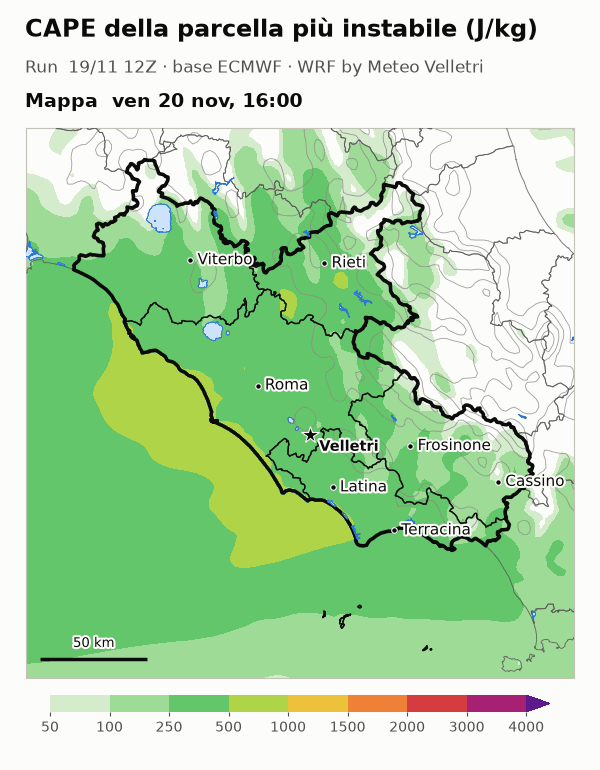 CAPE della parcella più instabile (J/kg)
Run 19/11 12Z · base ECMWF · WRF by Meteo Velletri
Mappa ven 20 nov, 16:00
Viterbo
Rieti
Roma
Velletri
Frosinone
Cassino
Latina
Terracina
50 km
50 100 250 500 1000 1500 2000 3000 4000